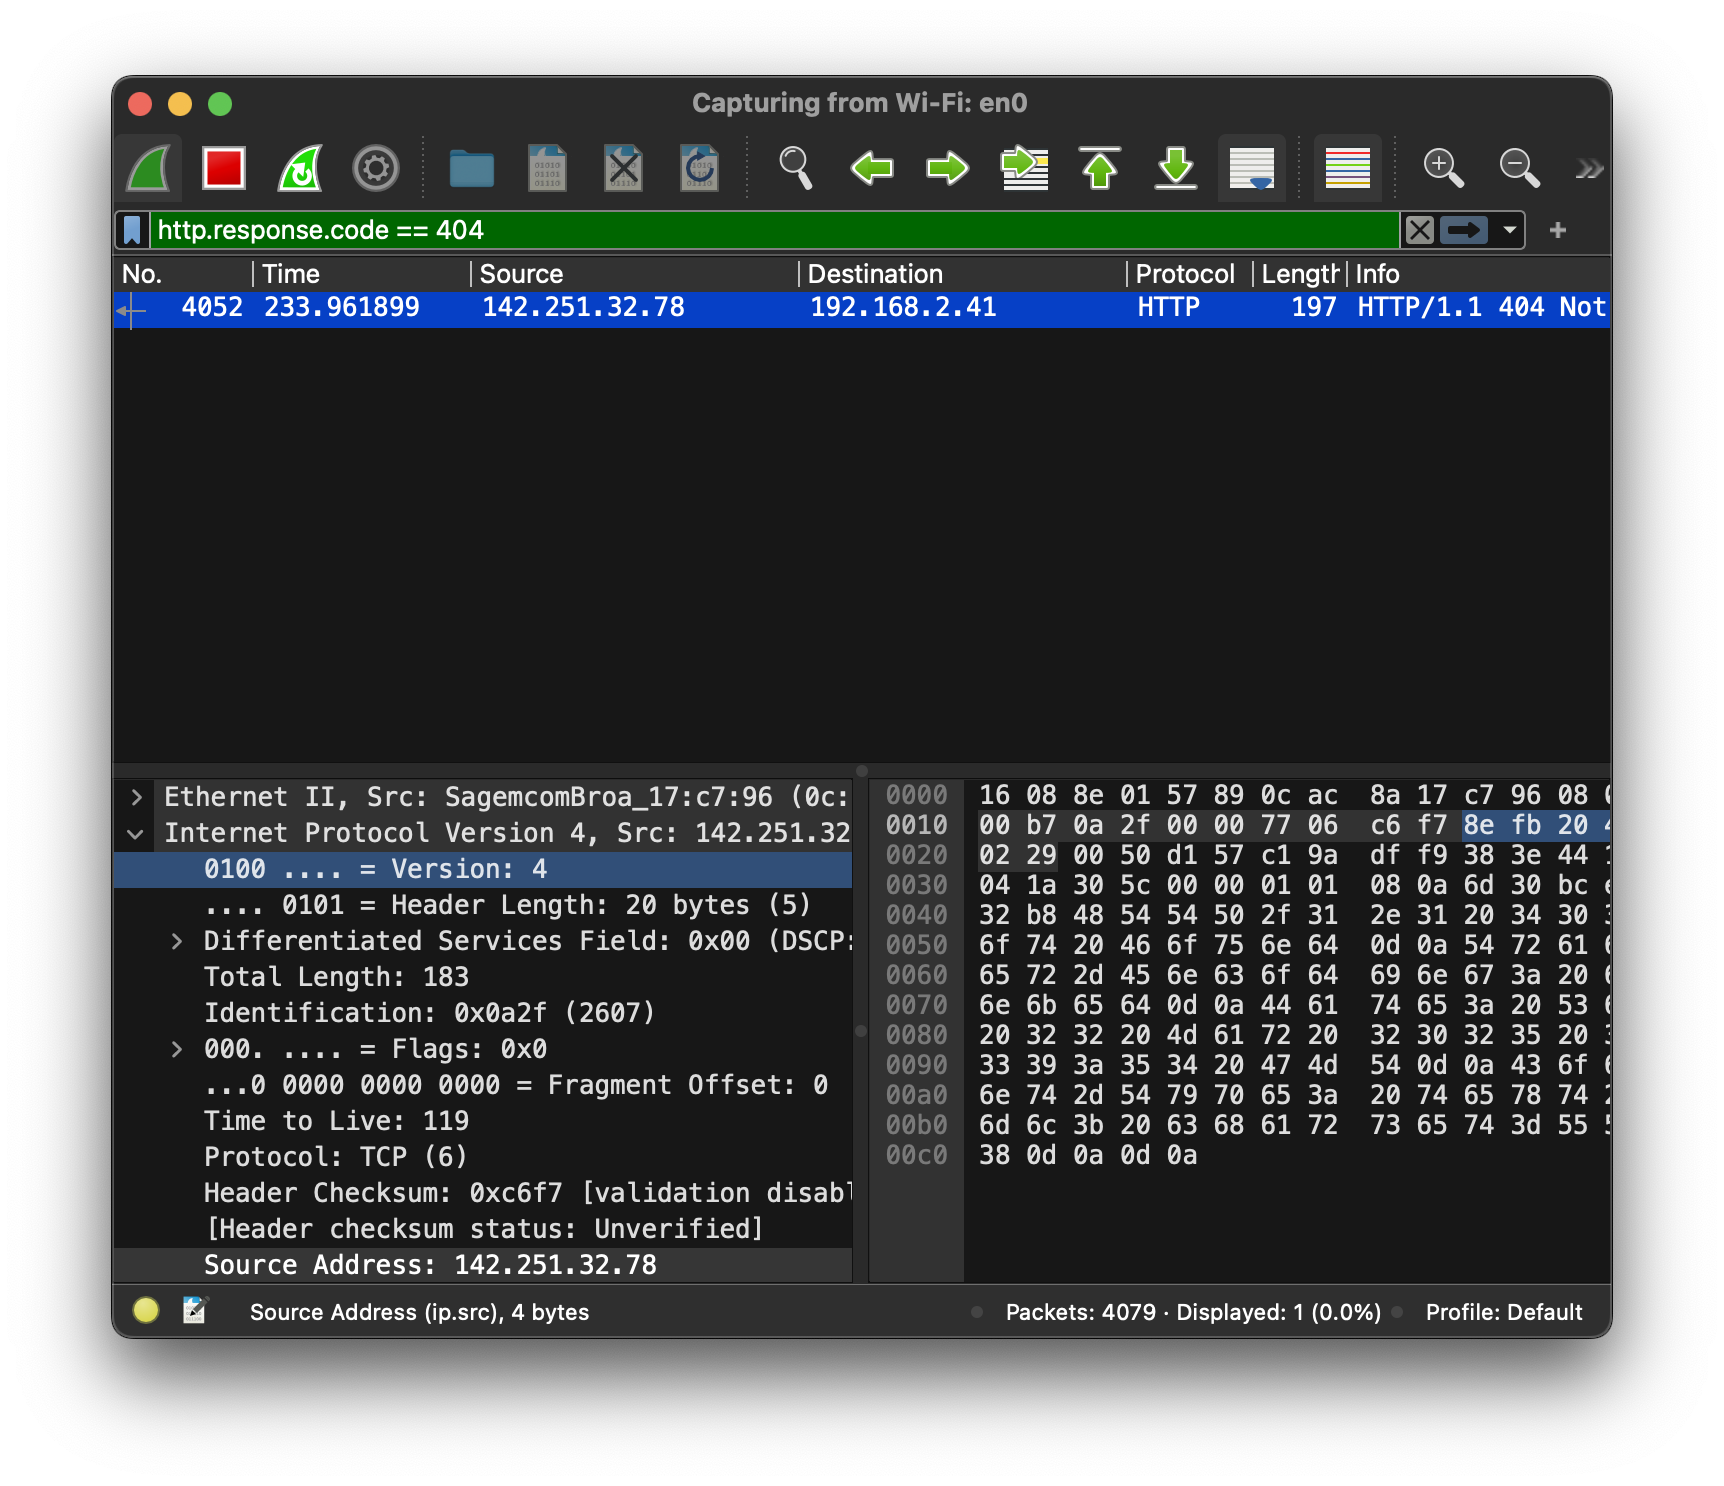 Capturing from Wi-Fi: en0
http.response.code == 404
No. Time Source Destination Protocol Length Info
4052 233.961899 142.251.32.78 192.168.2.41 HTTP 197 HTTP/1.1 404 Not
Ethernet II, Src: SagemcomBroa_17:c7:96 (0c:
Internet Protocol Version 4, Src: 142.251.32
0100 .... = Version: 4
.... 0101 = Header Length: 20 bytes (5)
Differentiated Services Field: 0x00 (DSCP:
Total Length: 183
Identification: 0x0a2f (2607)
000. .... = Flags: 0x0
...0 0000 0000 0000 = Fragment Offset: 0
Time to Live: 119
Protocol: TCP (6)
Header Checksum: 0xc6f7 [validation disabl
[Header checksum status: Unverified]
Source Address: 142.251.32.78
0000 16 08 8e 01 57 89 0c ac 8a 17 c7 96 08
0010 00 b7 0a 2f 00 00 77 06 c6 f7 8e fb 20
0020 02 29 00 50 d1 57 c1 9a df f9 38 3e 44
0030 04 1a 30 5c 00 00 01 01 08 0a 6d 30 bc
0040 32 b8 48 54 54 50 2f 31 2e 31 20 34 30
0050 6f 74 20 46 6f 75 6e 64 0d 0a 54 72 61
0060 65 72 2d 45 6e 63 6f 64 69 6e 67 3a 20
0070 6e 6b 65 64 0d 0a 44 61 74 65 3a 20 53
0080 20 32 32 20 4d 61 72 20 32 30 32 35 20
0090 33 39 3a 35 34 20 47 4d 54 0d 0a 43 6f
00a0 6e 74 2d 54 79 70 65 3a 20 74 65 78 74
00b0 6d 6c 3b 20 63 68 61 72 73 65 74 3d 55
00c0 38 0d 0a 0d 0a
Source Address (ip.src), 4 bytes
Packets: 4079 · Displayed: 1 (0.0%)
Profile: Default